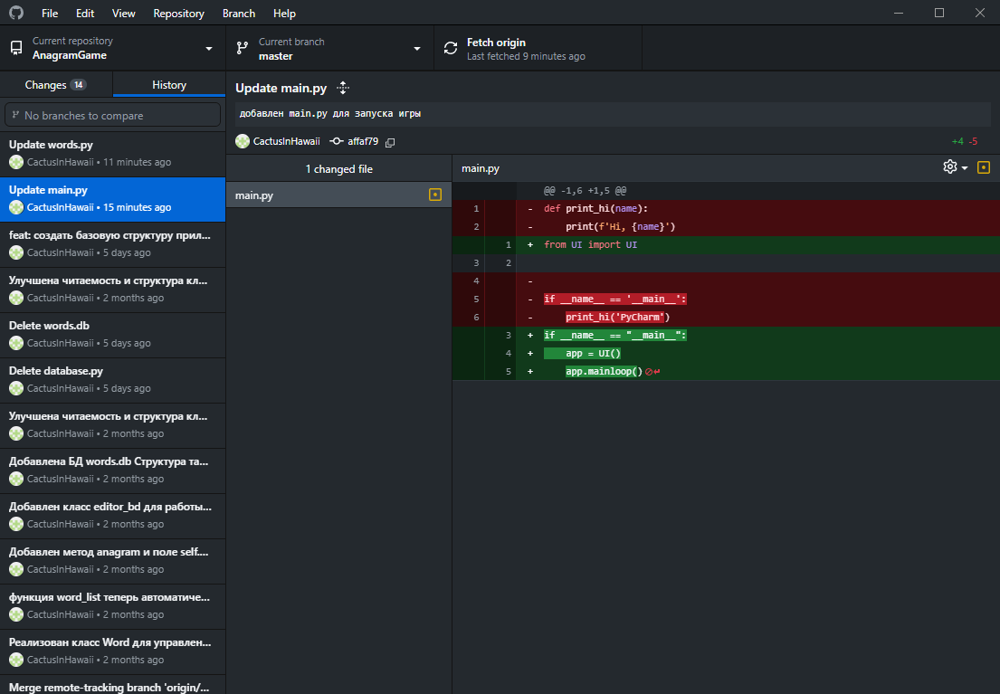 File Edit View Repository Branch Help
Current repository
AnagramGame
Current branch
master
Fetch origin
Last fetched 9 minutes ago
Changes 14
History
No branches to compare
Update words.py
CactusInHawaii • 11 minutes ago
Update main.py
CactusInHawaii • 15 minutes ago
feat: создать базовую структуру прил...
CactusInHawaii • 5 days ago
Улучшена читаемость и структура кл...
CactusInHawaii • 2 months ago
Delete words.db
CactusInHawaii • 5 days ago
Delete database.py
CactusInHawaii • 5 days ago
Улучшена читаемость и структура кл...
CactusInHawaii • 2 months ago
Добавлена БД words.db Структура та...
CactusInHawaii • 2 months ago
Добавлен класс editor_bd для работы...
CactusInHawaii • 2 months ago
Добавлен метод anagram и поле self....
CactusInHawaii • 2 months ago
функция word_list теперь автоматиче...
CactusInHawaii • 2 months ago
Реализован класс Word для управлен...
CactusInHawaii • 2 months ago
Merge remote-tracking branch 'origin/...
Update main.py
добавлен main.py для запуска игры
CactusInHawaii affaf79
+4 -5
1 changed file
main.py
main.py
@@ -1,6 +1,5 @@
1 - def print_hi(name):
2 -     print(f'Hi, {name}')
1 + from UI import UI
3 2
4 -
5 - if __name__ == '__main__':
6 -     print_hi('PyCharm')
3 + if __name__ == "__main__":
4 +     app = UI()
5 +     app.mainloop()